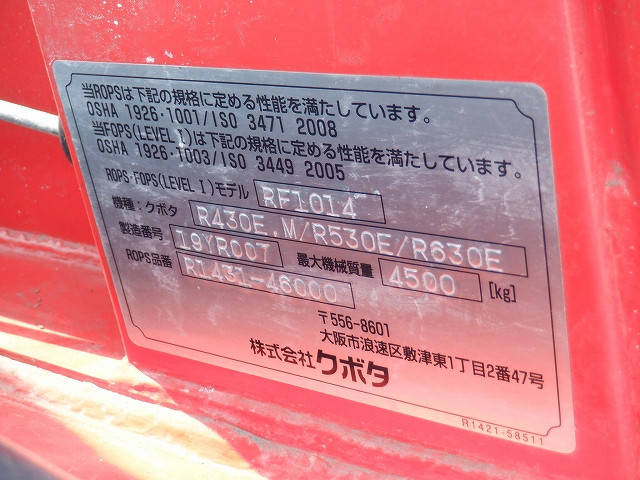 当ROPSは下記の規格に定める性能を満たしています。
OSHA 1926・1001/ISO 3471 2008
当FOPS(LEVEL I)は下記の規格に定める性能を満たしています。
OSHA 1926・1003/ISO 3449 2005
ROPS・FOPS(LEVEL I)モデル RF1014
機種：クボタ R430E.M/R530E/R630E
製造番号 19YR007 最大機械質量 4500 [kg]
ROPS品番 R1431-46000
〒556-8601
大阪市浪速区敷津東1丁目2番47号
株式会社クボタ
R1421-58511